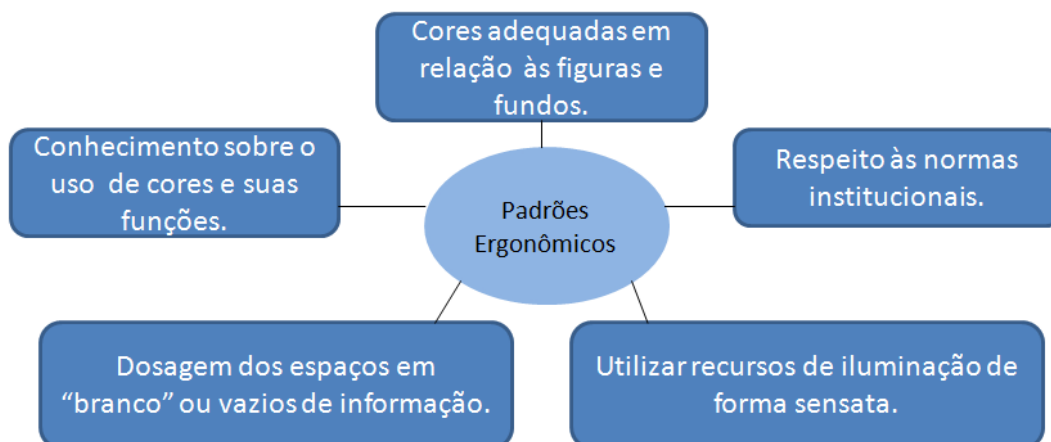 Cores adequadas em
relação às figuras e
fundos.
Conhecimento sobre o
uso de cores e suas
funções.
Respeito às normas
institucionais.
Padrões
Ergonômicos
Dosagem dos espaços em
“branco” ou vazios de informação.
Utilizar recursos de iluminação de
forma sensata.